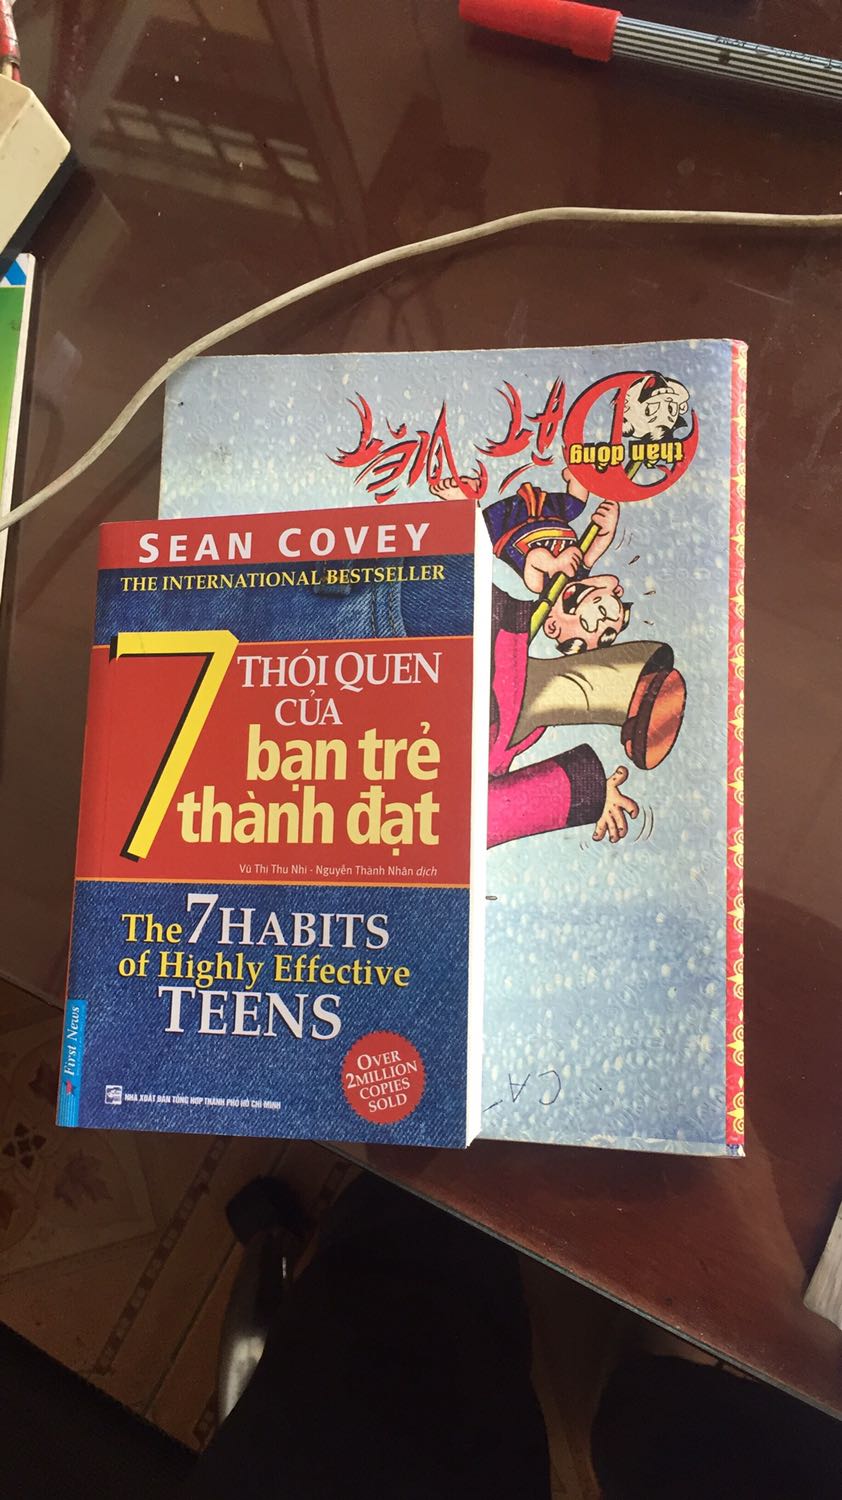 SEAN COVEY
THE INTERNATIONAL BESTSELLER
7 THÓI QUEN
CỦA
bạn trẻ
thành đạt
Vũ Thị Thu Nhi - Nguyễn Thành Nhân dịch
The 7 HABITS
of Highly Effective
TEENS
OVER
2 MILLION
COPIES
SOLD
First News
NHÀ XUẤT BẢN TỔNG HỢP THÀNH PHỐ HỒ CHÍ MINH
thần đồng
ĐẤT VIỆT
CA